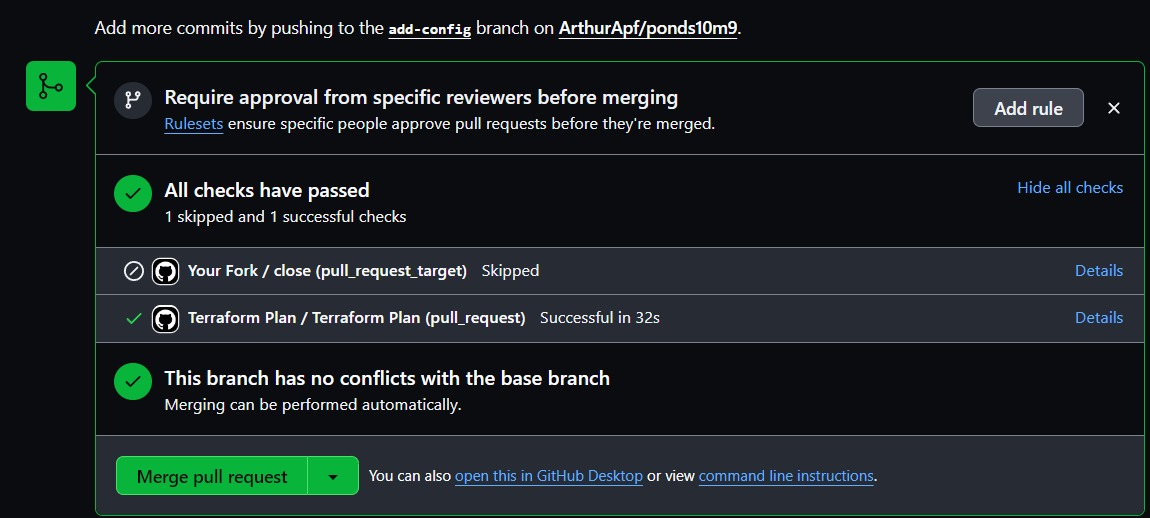 Add more commits by pushing to the add-config branch on ArthurApf/ponds10m9.
Require approval from specific reviewers before merging
Rulesets ensure specific people approve pull requests before they're merged.
Add rule
All checks have passed
1 skipped and 1 successful checks
Hide all checks
Your Fork / close (pull_request_target) Skipped
Details
Terraform Plan / Terraform Plan (pull_request) Successful in 32s
Details
This branch has no conflicts with the base branch
Merging can be performed automatically.
Merge pull request
You can also open this in GitHub Desktop or view command line instructions.